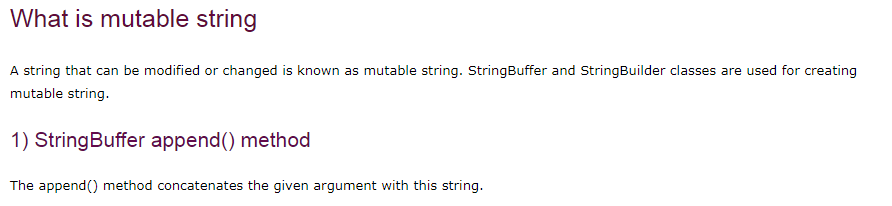 What is mutable string
A string that can be modified or changed is known as mutable string. StringBuffer and StringBuilder classes are used for creating
mutable string.
1) StringBuffer append() method
The append() method concatenates the given argument with this string.